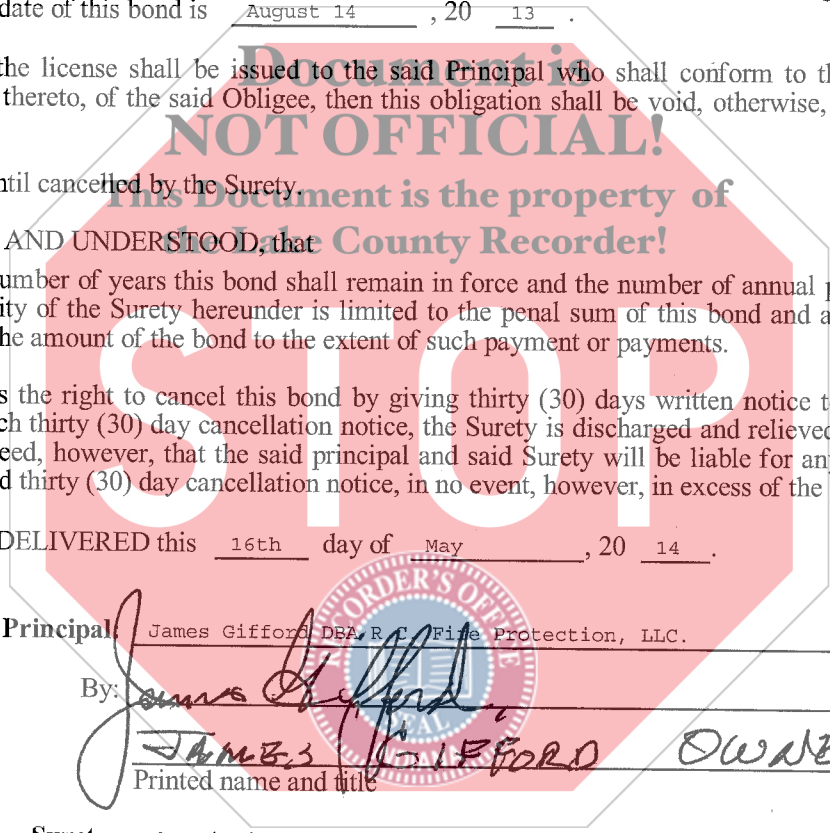 date of this bond is August 14 , 20 13 .
Document is
the license shall be issued to the said Principal who shall conform to th
thereto, of the said Obligee, then this obligation shall be void, otherwise,
NOT OFFICIAL!
ntil cancelled by the Surety.
This Document is the property of
AND UNDERSTOOD, that
the Lake County Recorder!
umber of years this bond shall remain in force and the number of annual p
ity of the Surety hereunder is limited to the penal sum of this bond and a
he amount of the bond to the extent of such payment or payments.
STOP
s the right to cancel this bond by giving thirty (30) days written notice t
ch thirty (30) day cancellation notice, the Surety is discharged and relieved
eed, however, that the said principal and said Surety will be liable for any
d thirty (30) day cancellation notice, in no event, however, in excess of the
DELIVERED this 16th day of May , 20 14 .
RECORDER'S OFFICE
Principal: James Gifford DBA R.C. Fire Protection, LLC.
By: James Gifford
SEAL
JAMES GIFFORD OWNE
Printed name and title